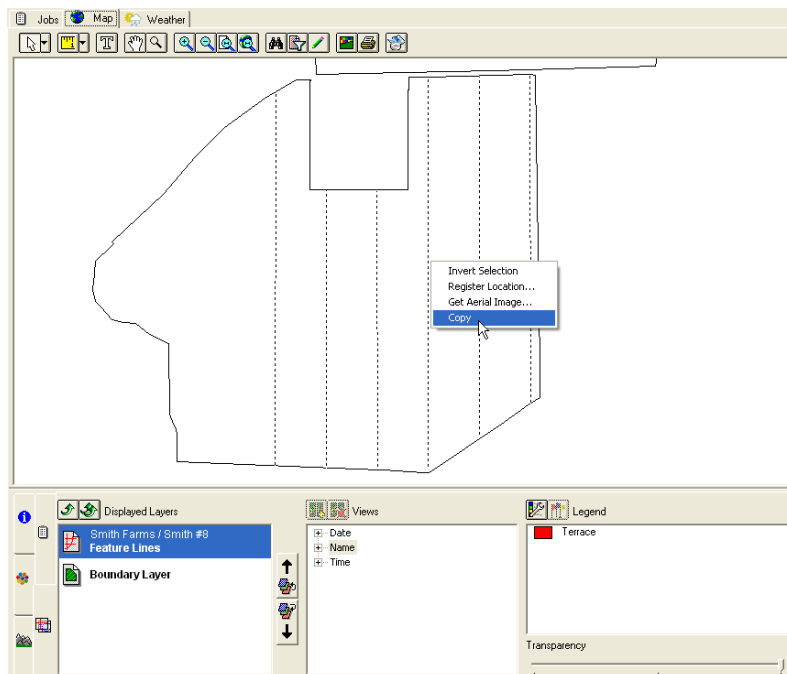 Jobs Map Weather
T
Invert Selection
Register Location...
Get Aerial Image...
Copy
Displayed Layers
Smith Farms / Smith #8
Feature Lines
Boundary Layer
Views
Date
Name
Time
Legend
Terrace
Transparency